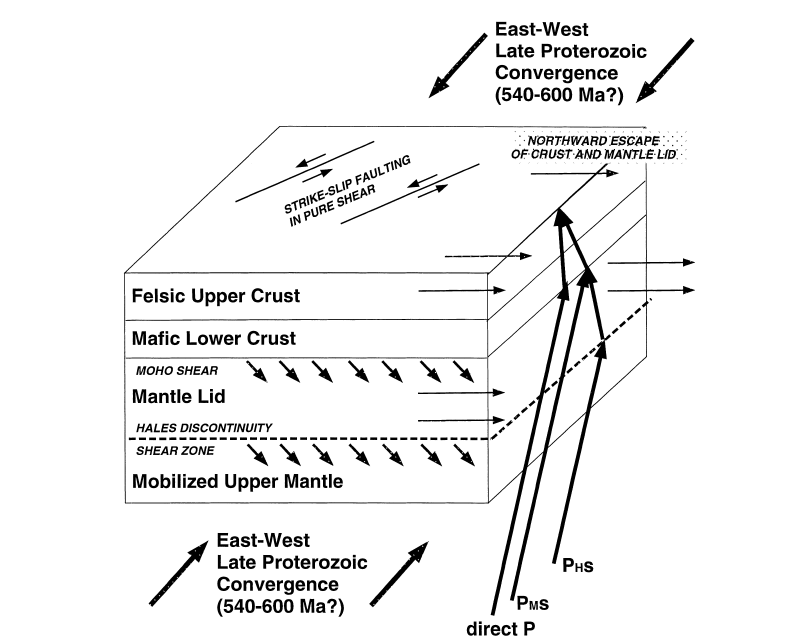 East-West
Late Proterozoic
Convergence
(540-600 Ma?)
NORTHWARD ESCAPE
OF CRUST AND MANTLE LID
STRIKE-SLIP FAULTING
IN PURE SHEAR
Felsic Upper Crust
Mafic Lower Crust
MOHO SHEAR
Mantle Lid
HALES DISCONTINUITY
SHEAR ZONE
Mobilized Upper Mantle
East-West
Late Proterozoic
Convergence
(540-600 Ma?)
PHS
PMS
direct P